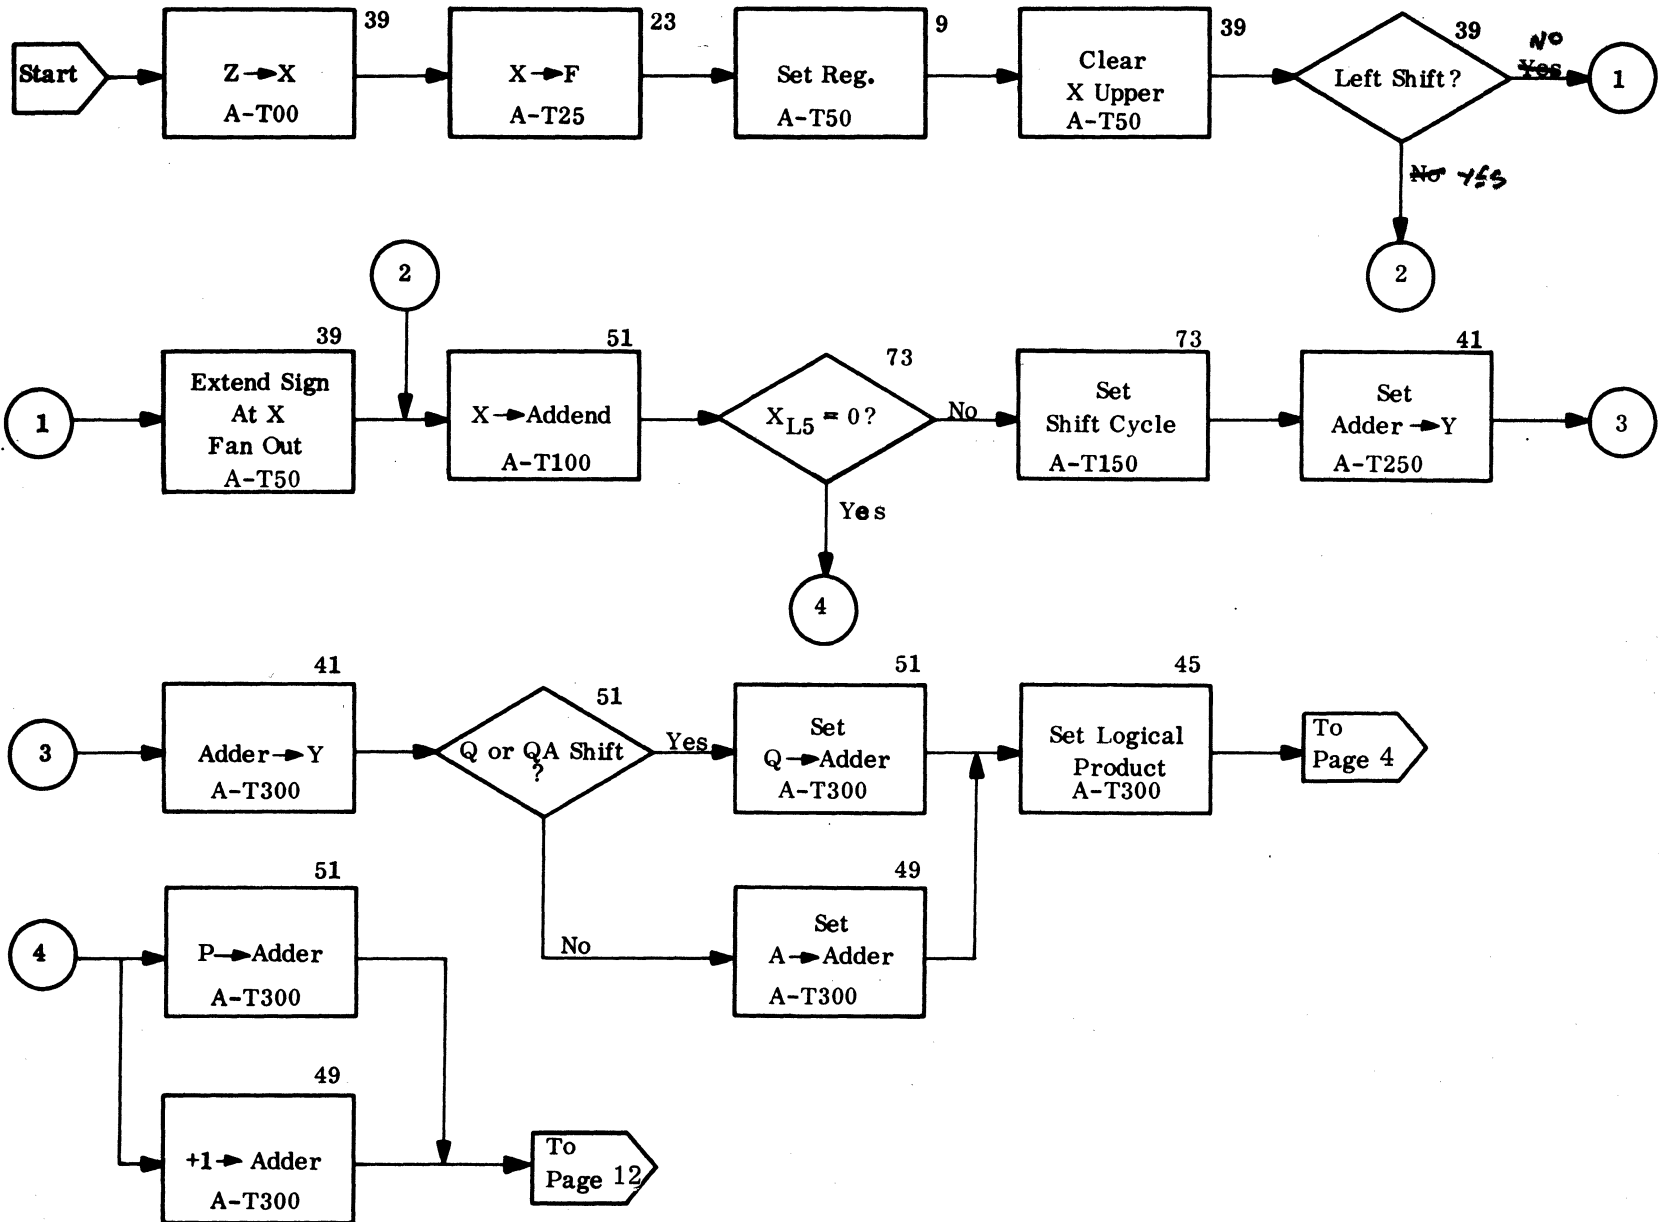 39
23
9
39
39
NO
Start
Z→X
A-T00
X→F
A-T25
Set Reg.
A-T50
Clear
X Upper
A-T50
Left Shift?
Yes
1
No YES
2
2
39
51
73
73
41
1
Extend Sign
At X
Fan Out
A-T50
X→Addend
A-T100
XL5 = 0?
No
Set
Shift Cycle
A-T150
Set
Adder→Y
A-T250
3
Yes
4
41
51
51
45
3
Adder→Y
A-T300
Q or QA Shift
?
Yes
Set
Q→Adder
A-T300
Set Logical
Product
A-T300
To
Page 4
51
49
4
P→Adder
A-T300
No
Set
A→Adder
A-T300
49
+1→ Adder
A-T300
To
Page 12